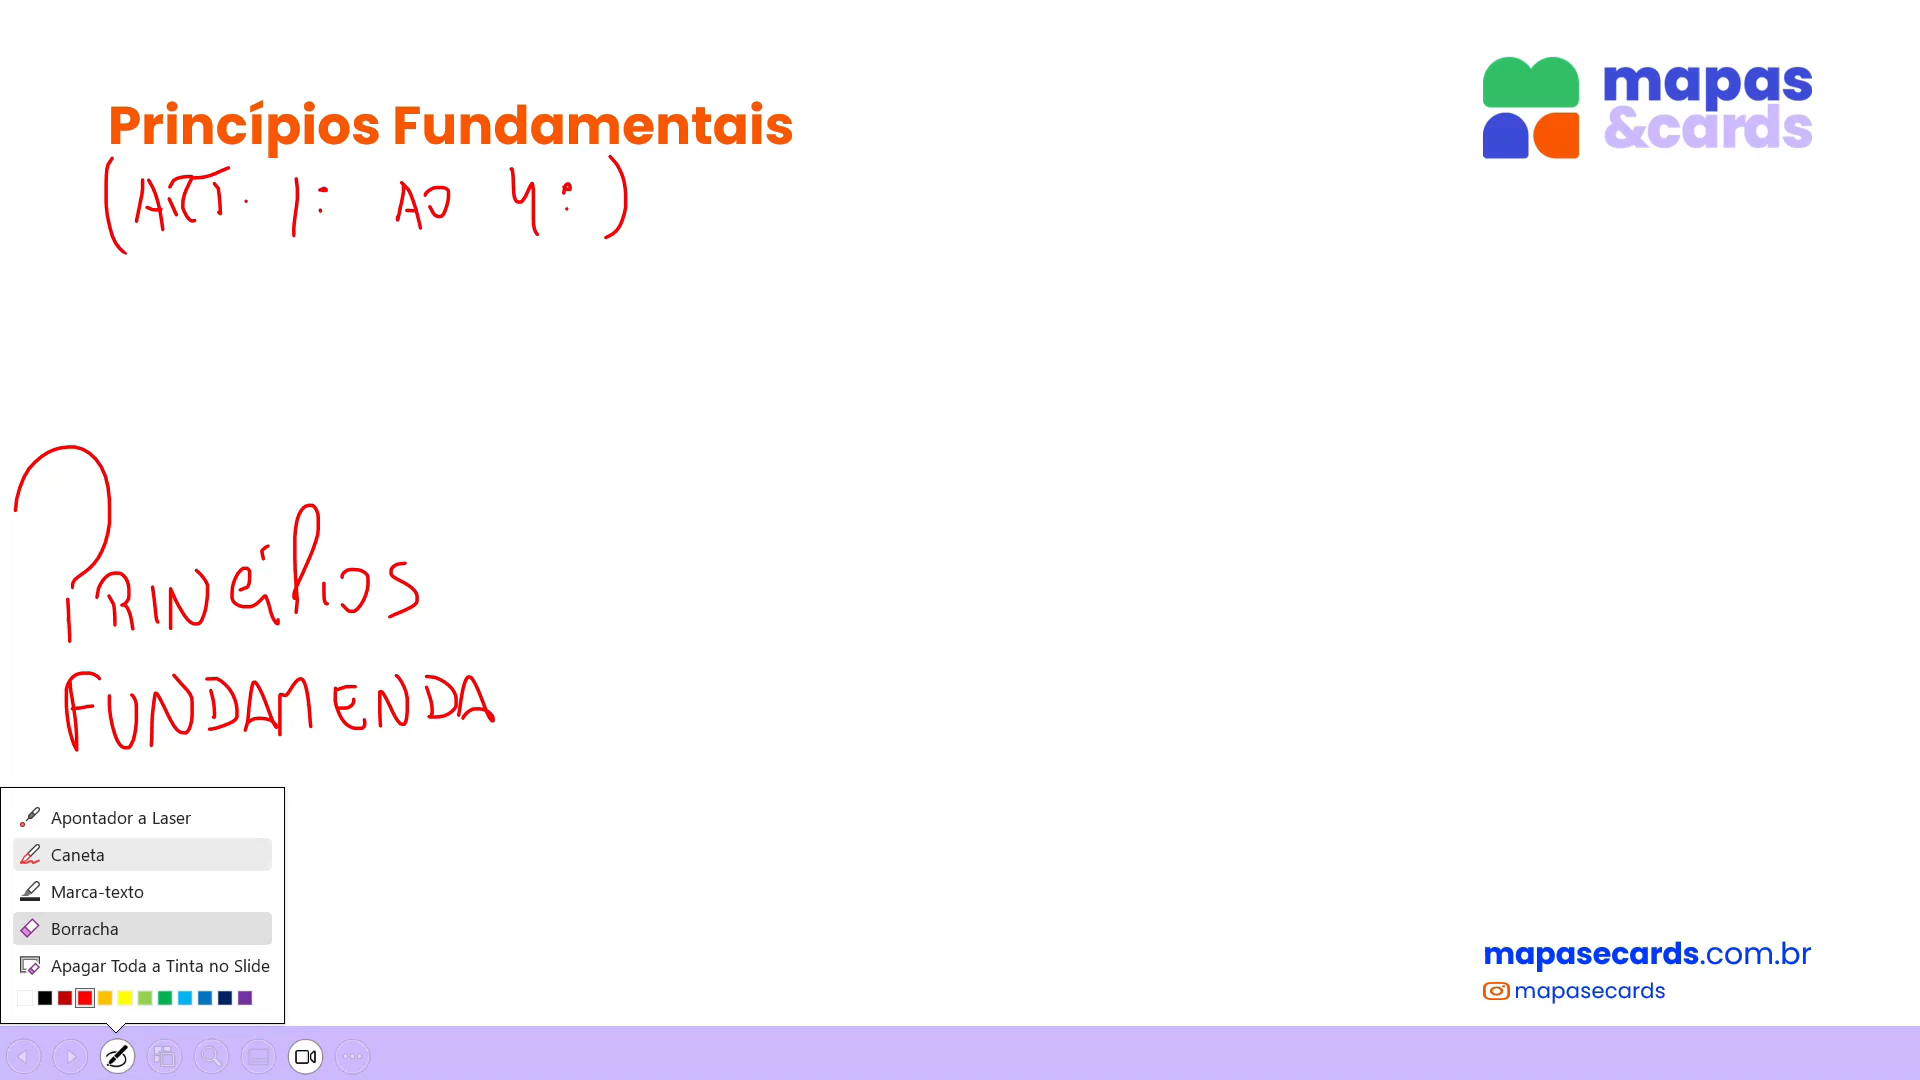 Princípios Fundamentais
mapas
&cards
(ART. 1º AO 4º)
PRINCÍPIOS
FUNDAMENDA
Apontador a Laser
Caneta
Marca-texto
Borracha
Apagar Toda a Tinta no Slide
mapasecards.com.br
mapasecards